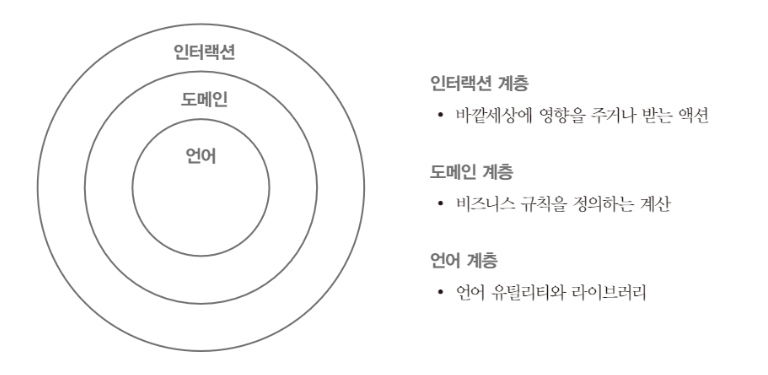 인터랙션
도메인
언어
인터랙션 계층
• 바깥세상에 영향을 주거나 받는 액션
도메인 계층
• 비즈니스 규칙을 정의하는 계산
언어 계층
• 언어 유틸리티와 라이브러리